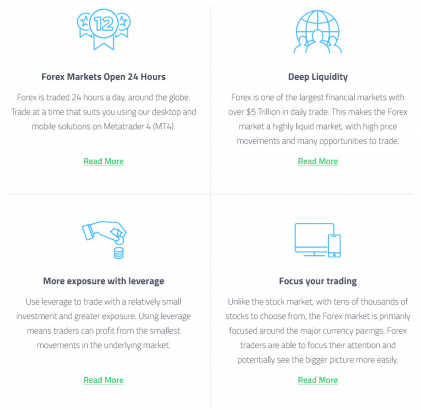 12
Forex Markets Open 24 Hours
Forex is traded 24 hours a day, around the globe.
Trade at a time that suits you using our desktop and
mobile solutions on Metatrader 4 (MT4).
Read More
Deep Liquidity
Forex is one of the largest financial markets with
over $5 Trillion in daily trade. This makes the Forex
market a highly liquid market, with high price
movements and many opportunities to trade.
Read More
More exposure with leverage
Use leverage to trade with a relatively small
investment and greater exposure. Using leverage
means traders can profit from the smallest
movements in the underlying market.
Read More
Focus your trading
Unlike the stock market, with tens of thousands of
stocks to choose from, the Forex market is primarily
focused around the major currency pairings. Forex
traders are able to focus their attention and
potentially see the bigger picture more easily.
Read More